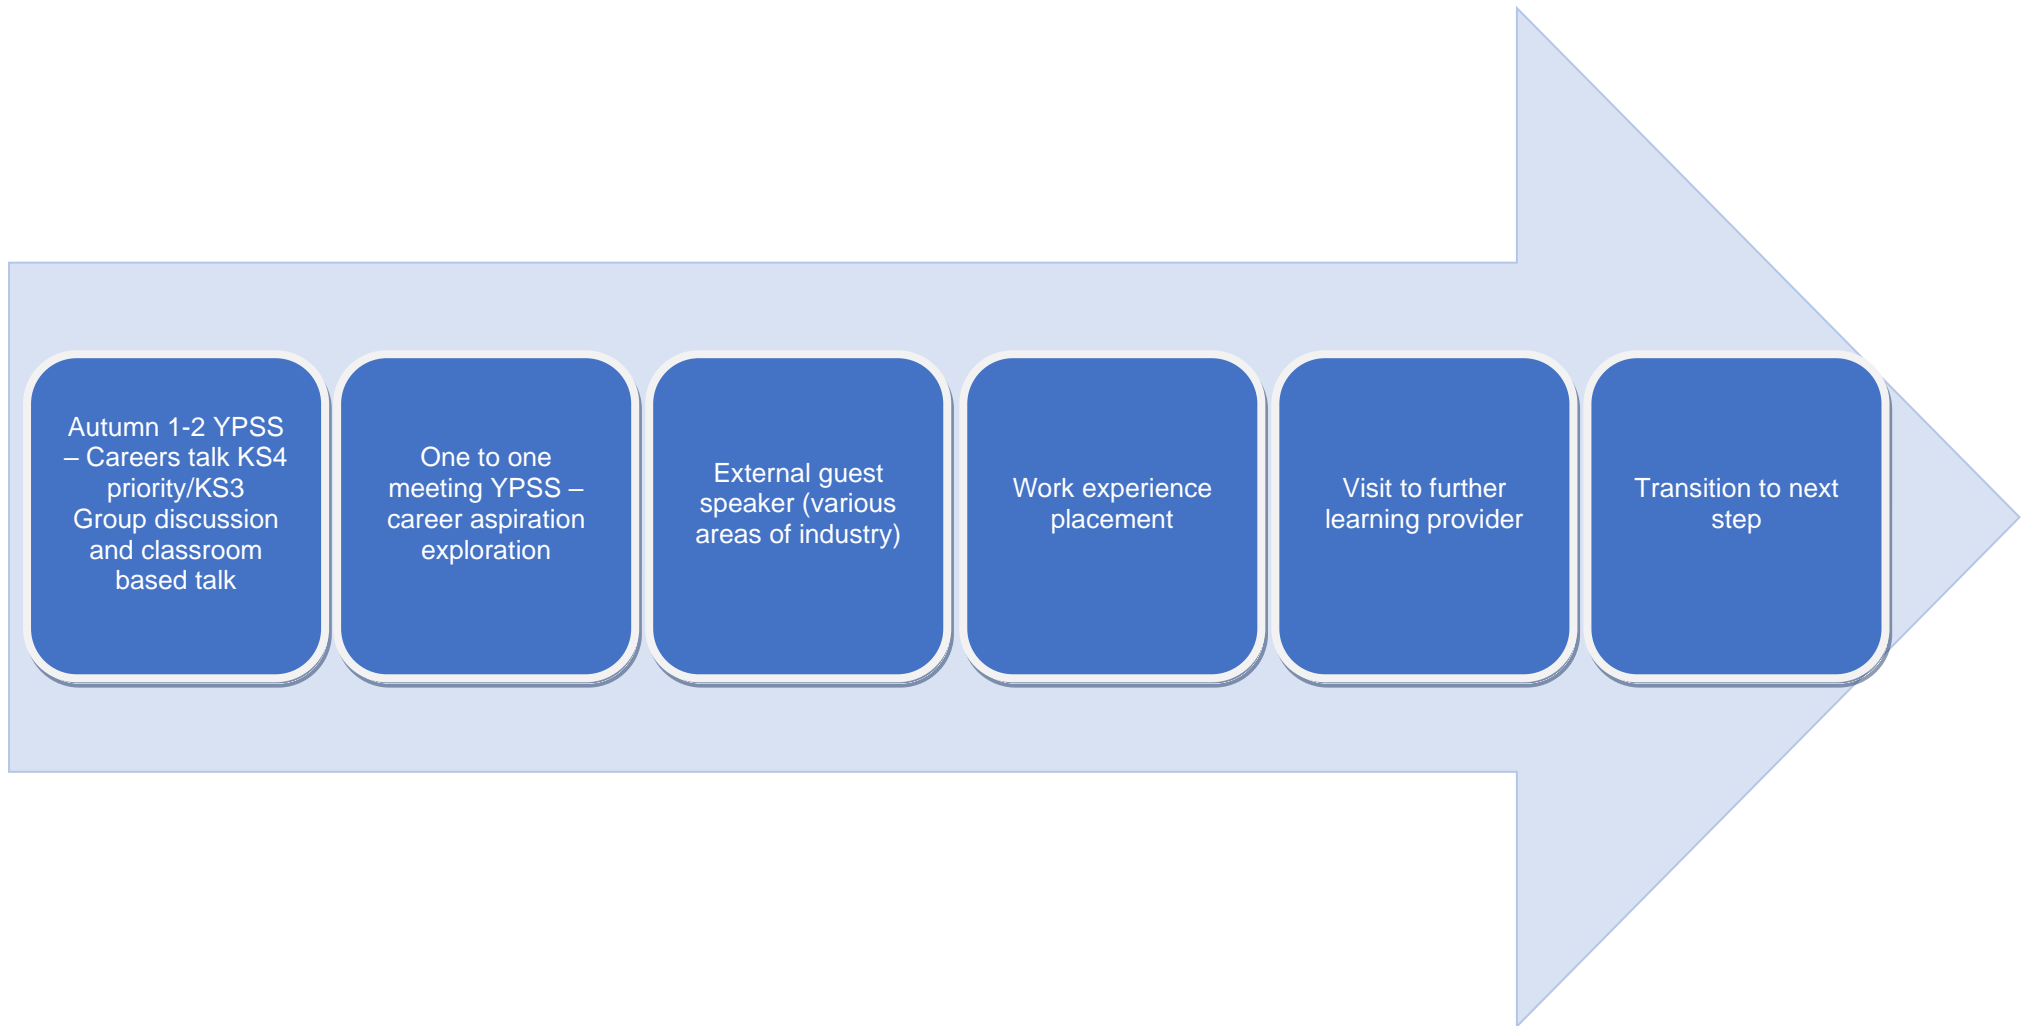 Autumn 1-2 YPSS
– Careers talk KS4
priority/KS3
Group discussion
and classroom
based talk
One to one
meeting YPSS –
career aspiration
exploration
External guest
speaker (various
areas of industry)
Work experience
placement
Visit to further
learning provider
Transition to next
step